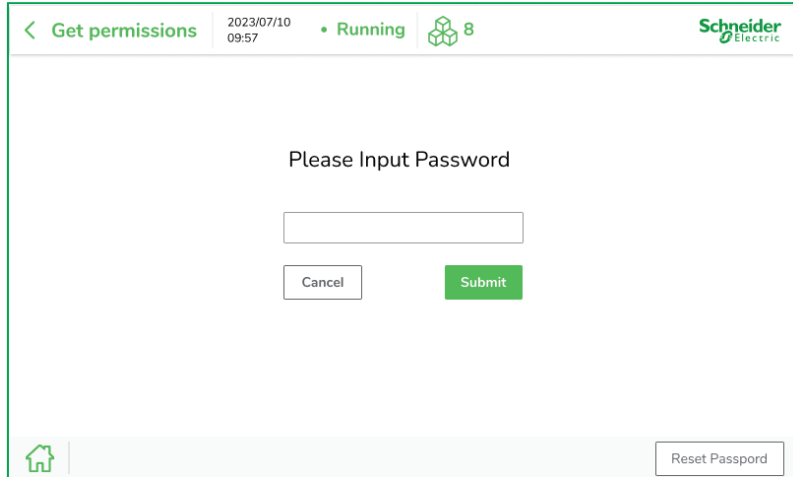 Get permissions
2023/07/10
09:57
• Running
8
Schneider
Electric
Please Input Password
Cancel
Submit
Reset Passpord